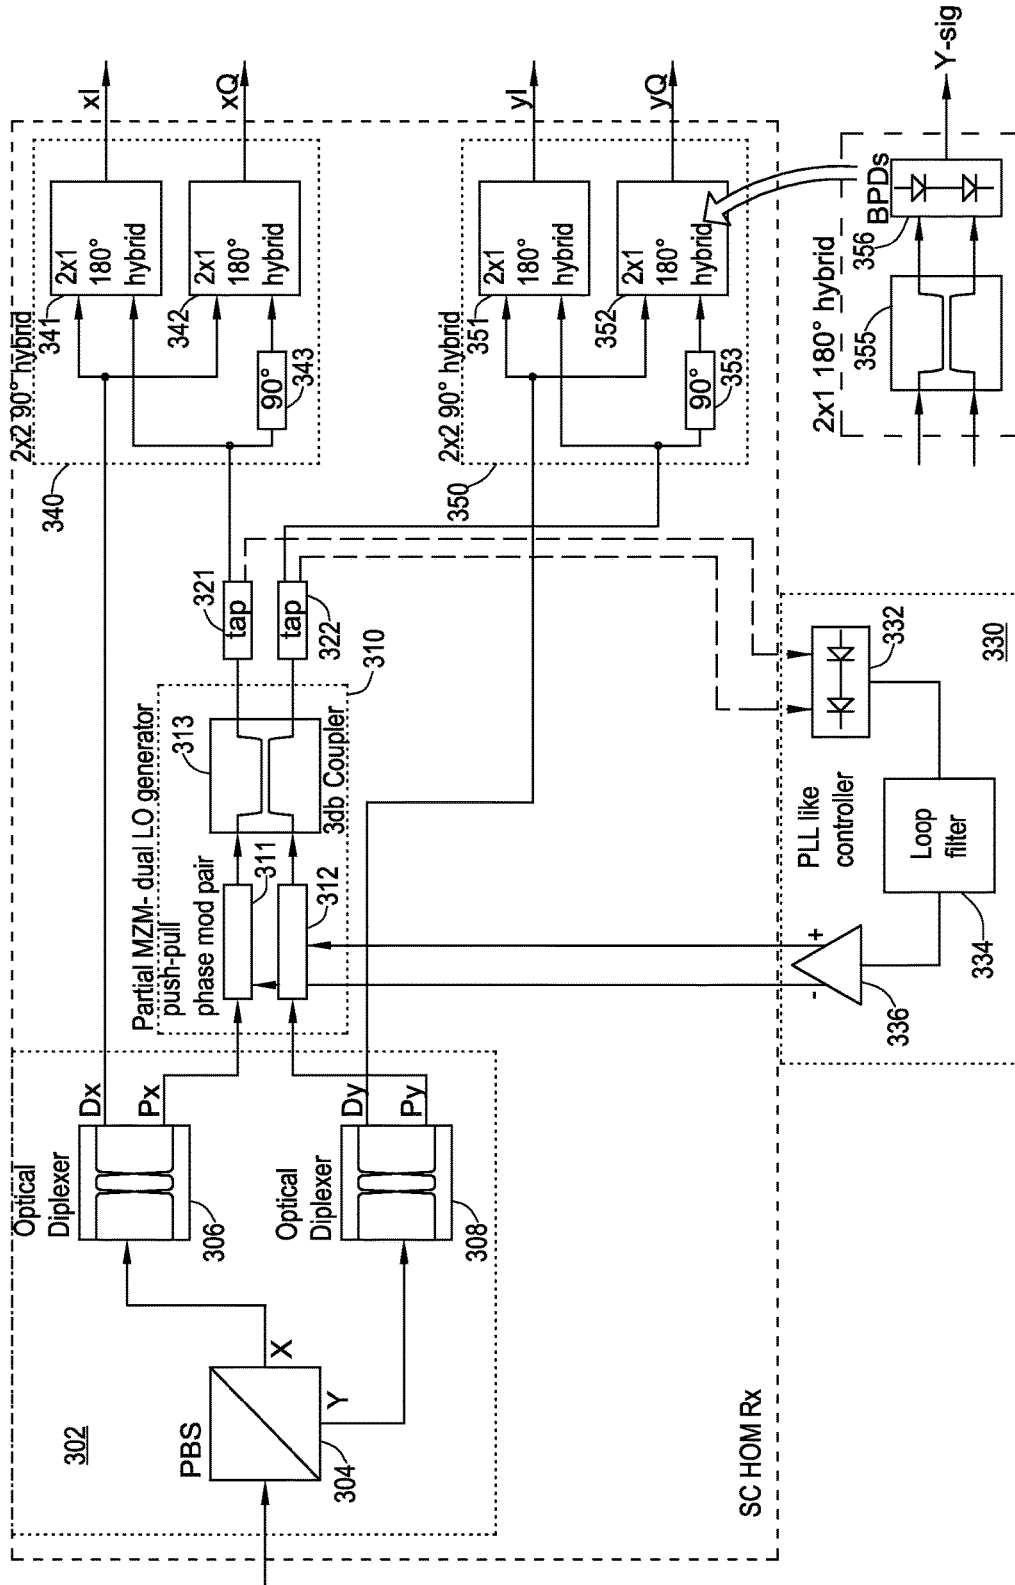 302
PBS
304
X
Y
Optical
Diplexer
306
Dx
Px
Optical
Diplexer
308
Dy
Py
Partial MZM- dual LO generator
push-pull
phase mod pair
311
312
313
3db Coupler
310
tap
321
tap
322
2x2 90° hybrid
340
341
2x1
180°
hybrid
342
2x1
180°
hybrid
90°
343
xI
xQ
2x2 90° hybrid
350
351
2x1
180°
hybrid
352
2x1
180°
hybrid
90°
353
yI
yQ
SC HOM Rx
PLL like
controller
330
332
Loop
filter
334
+
-
336
2x1 180° hybrid
355
356
BPDs
Y-sig